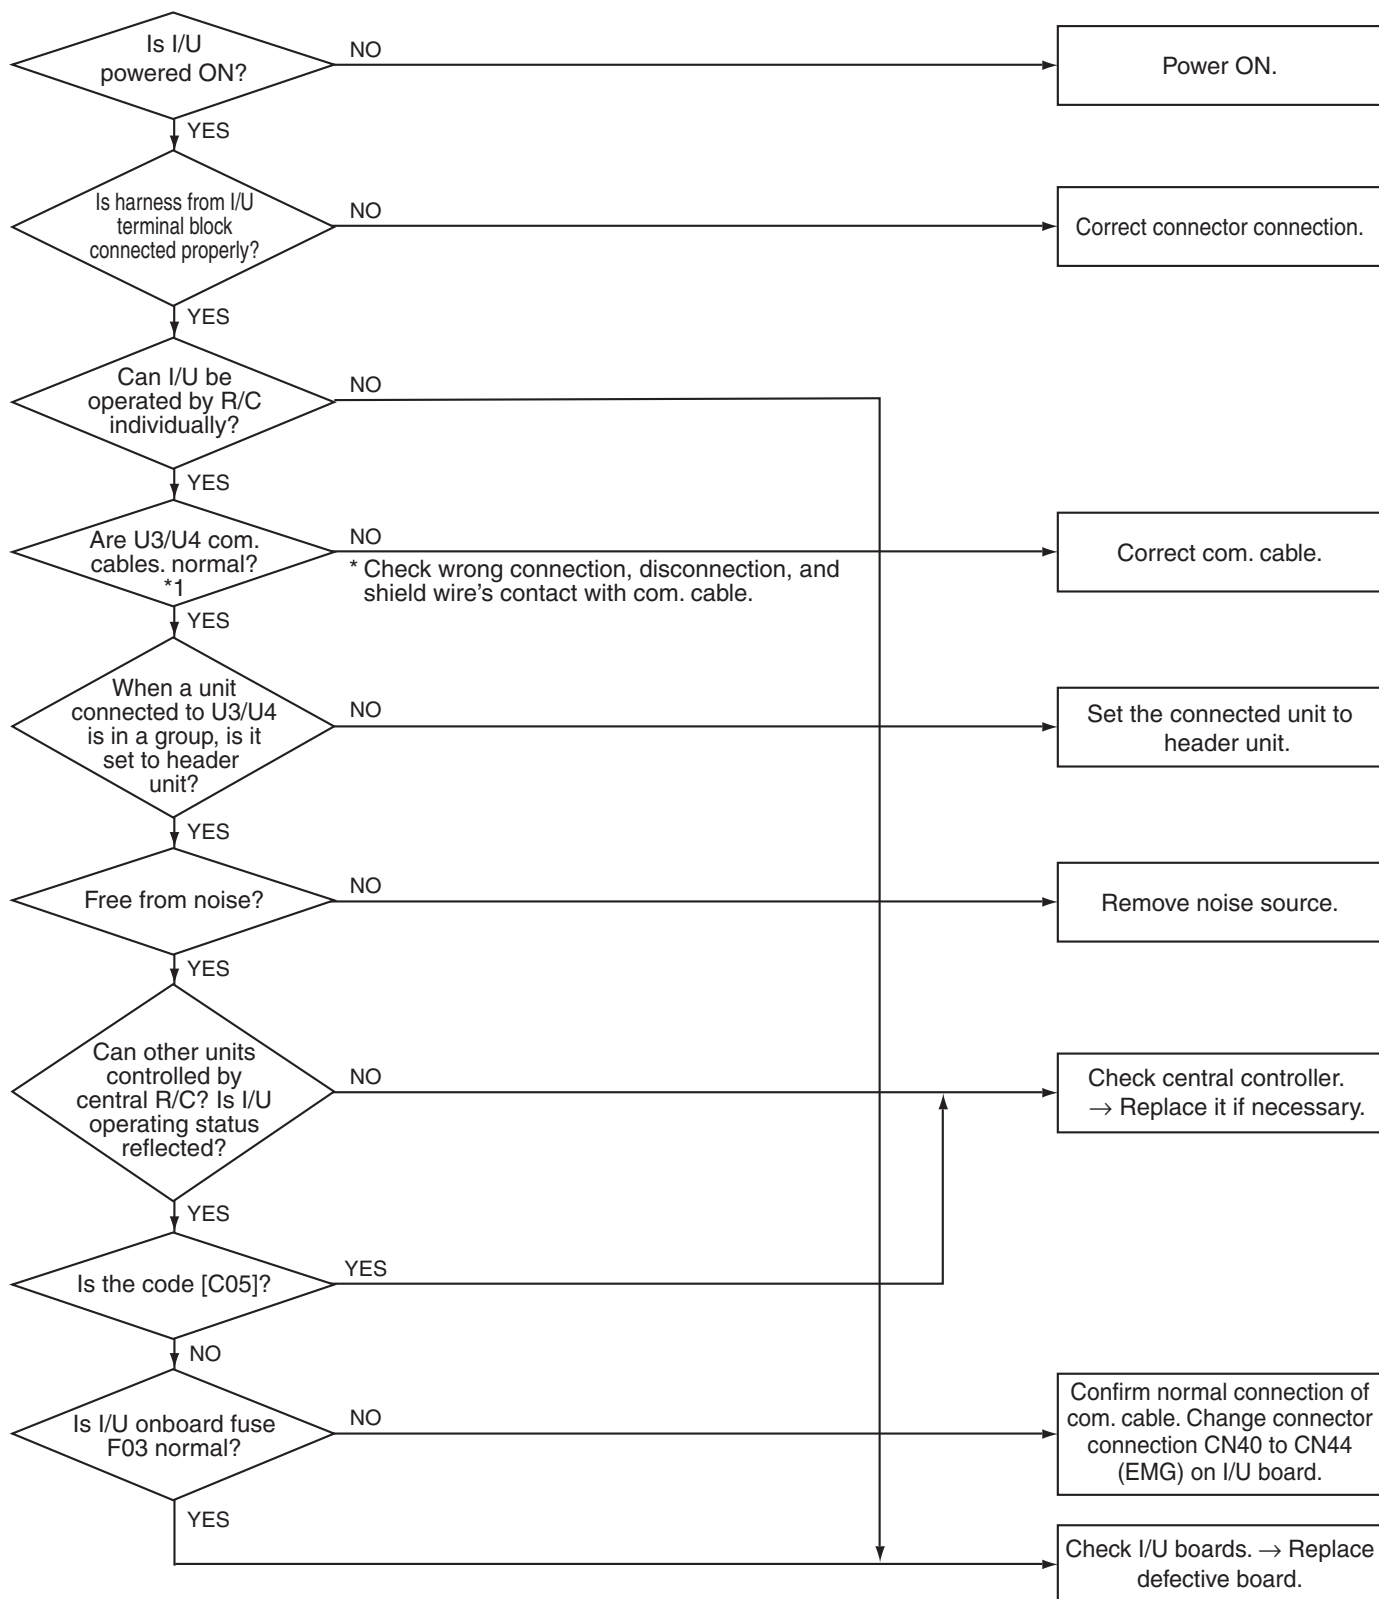 Is I/U
powered ON?
NO
Power ON.
YES
Is harness from I/U
terminal block
connected properly?
NO
Correct connector connection.
YES
Can I/U be
operated by R/C
individually?
NO
YES
Are U3/U4 com.
cables. normal?
*1
NO
* Check wrong connection, disconnection, and
shield wire's contact with com. cable.
Correct com. cable.
YES
When a unit
connected to U3/U4
is in a group, is it
set to header
unit?
NO
Set the connected unit to
header unit.
YES
Free from noise?
NO
Remove noise source.
YES
Can other units
controlled by
central R/C? Is I/U
operating status
reflected?
NO
Check central controller.
→ Replace it if necessary.
YES
Is the code [C05]?
YES
NO
Is I/U onboard fuse
F03 normal?
NO
Confirm normal connection of
com. cable. Change connector
connection CN40 to CN44
(EMG) on I/U board.
YES
Check I/U boards. → Replace
defective board.